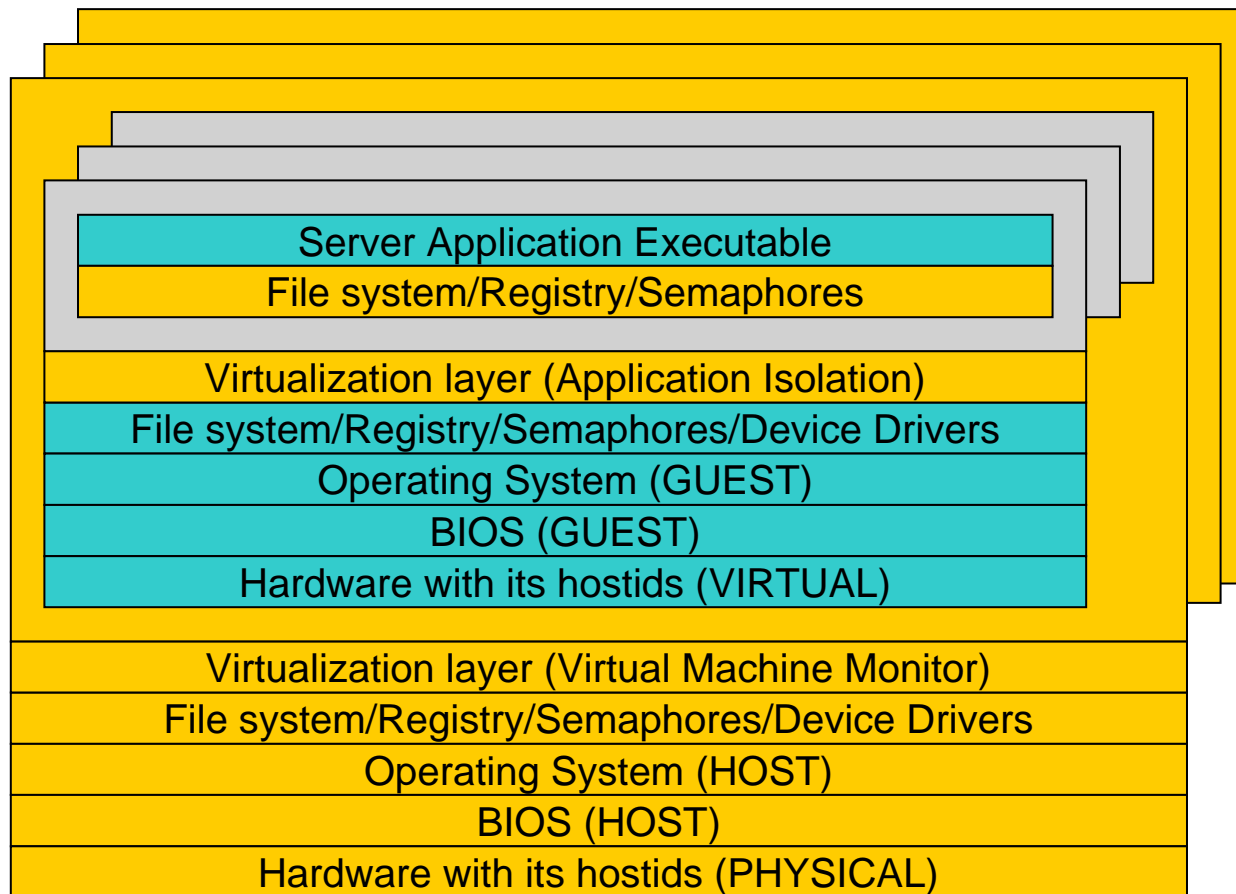 Server Application Executable
File system/Registry/Semaphores
Virtualization layer (Application Isolation)
File system/Registry/Semaphores/Device Drivers
Operating System (GUEST)
BIOS (GUEST)
Hardware with its hostids (VIRTUAL)
Virtualization layer (Virtual Machine Monitor)
File system/Registry/Semaphores/Device Drivers
Operating System (HOST)
BIOS (HOST)
Hardware with its hostids (PHYSICAL)